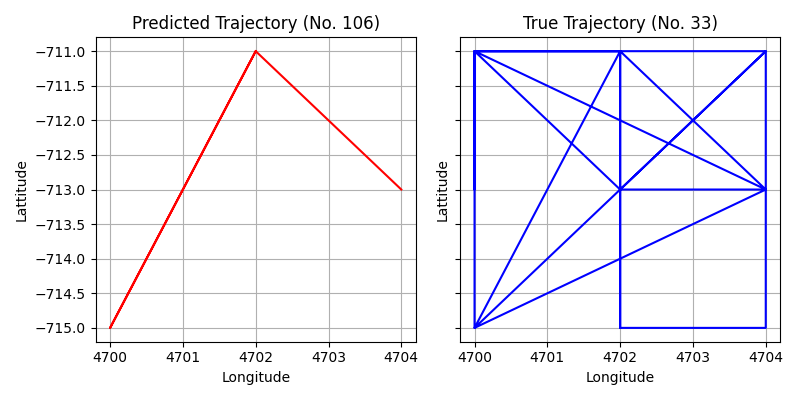 Predicted Trajectory (No. 106)
Lattitude
−711.0
−711.5
−712.0
−712.5
−713.0
−713.5
−714.0
−714.5
−715.0
4700 4701 4702 4703 4704
Longitude
True Trajectory (No. 33)
Lattitude
4700 4701 4702 4703 4704
Longitude